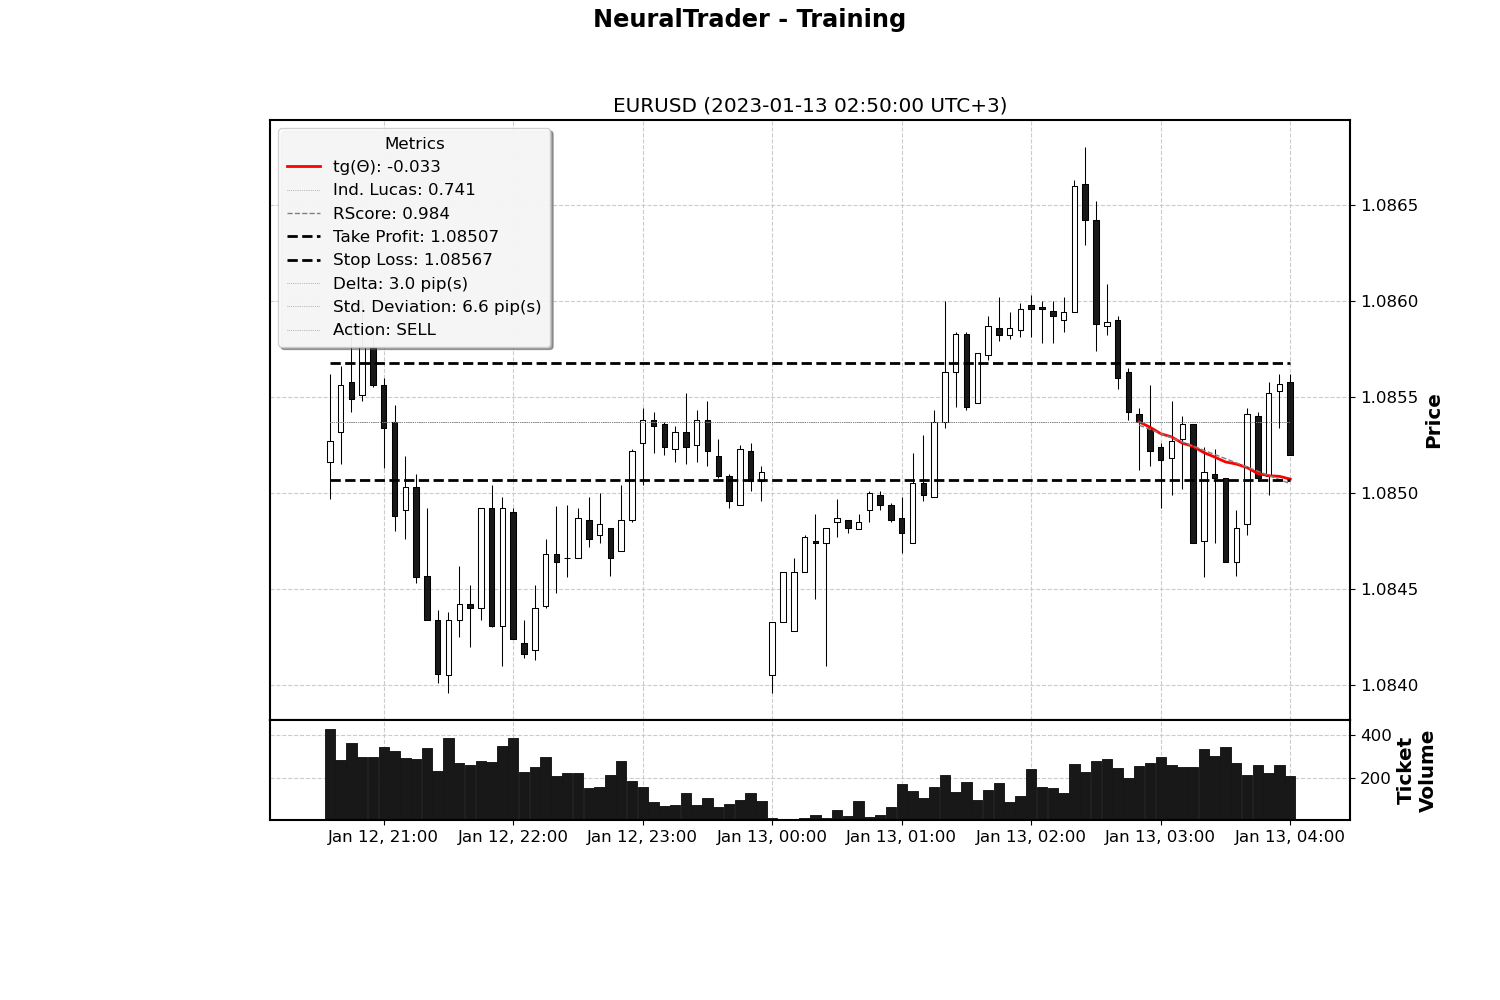 NeuralTrader - Training
EURUSD (2023-01-13 02:50:00 UTC+3)
Metrics
tg(Θ): -0.033
Ind. Lucas: 0.741
RScore: 0.984
Take Profit: 1.08507
Stop Loss: 1.08567
Delta: 3.0 pip(s)
Std. Deviation: 6.6 pip(s)
Action: SELL
1.0865
1.0860
1.0855
1.0850
1.0845
1.0840
Price
400
200
Ticket
Volume
Jan 12, 21:00
Jan 12, 22:00
Jan 12, 23:00
Jan 13, 00:00
Jan 13, 01:00
Jan 13, 02:00
Jan 13, 03:00
Jan 13, 04:00